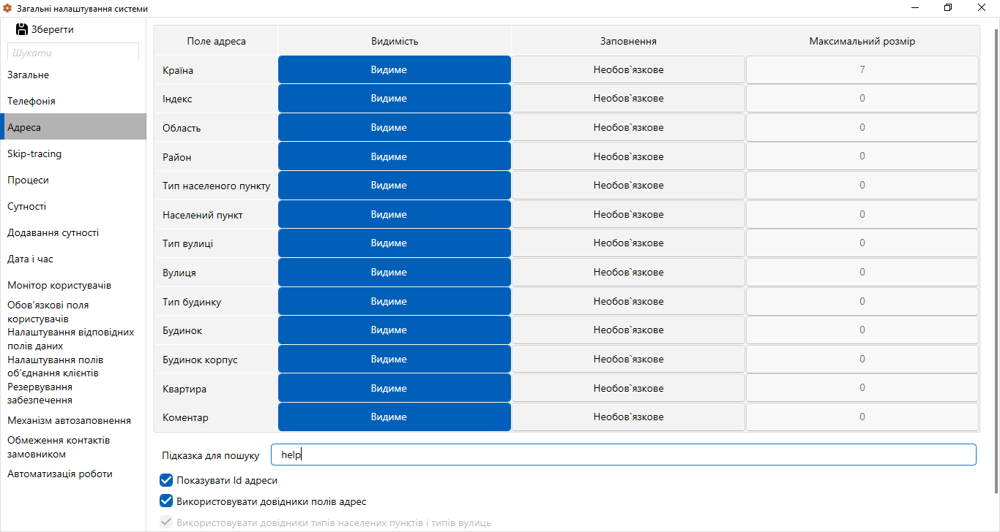 Загальні налаштування системи
Зберегти
Шукати
Загальне
Телефонія
Адреса
Skip-tracing
Процеси
Сутності
Додавання сутності
Дата і час
Монітор користувачів
Обов'язкові поля
користувачів
Налаштування відповідних
полів даних
Налаштування полів
об'єднання клієнтів
Резервування
забезпечення
Механізм автозаповнення
Обмеження контактів
замовником
Автоматизація роботи
Поле адреса Видимість Заповнення Максимальний розмір
Країна Видиме Необов`язкове 7
Індекс Видиме Необов`язкове 0
Область Видиме Необов`язкове 0
Район Видиме Необов`язкове 0
Тип населеного пункту Видиме Необов`язкове 0
Населений пункт Видиме Необов`язкове 0
Тип вулиці Видиме Необов`язкове 0
Вулиця Видиме Необов`язкове 0
Тип будинку Видиме Необов`язкове 0
Будинок Видиме Необов`язкове 0
Будинок корпус Видиме Необов`язкове 0
Квартира Видиме Необов`язкове 0
Коментар Видиме Необов`язкове 0
Підказка для пошуку help
Показувати Id адреси
Використовувати довідники полів адрес
Використовувати довідники типів населених пунктів і типів вулиць